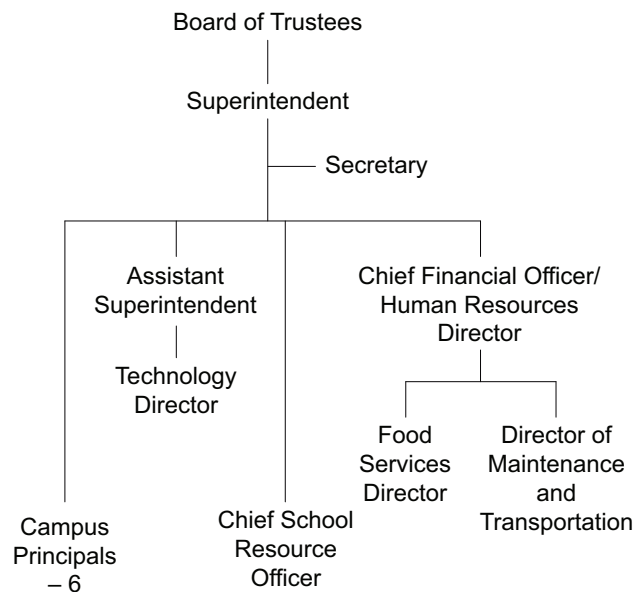 Board of Trustees
Superintendent
Secretary
Assistant
Superintendent
Technology
Director
Chief Financial Officer/
Human Resources
Director
Food
Services
Director
Director of
Maintenance
and
Transportation
Campus
Principals
– 6
Chief School
Resource
Officer